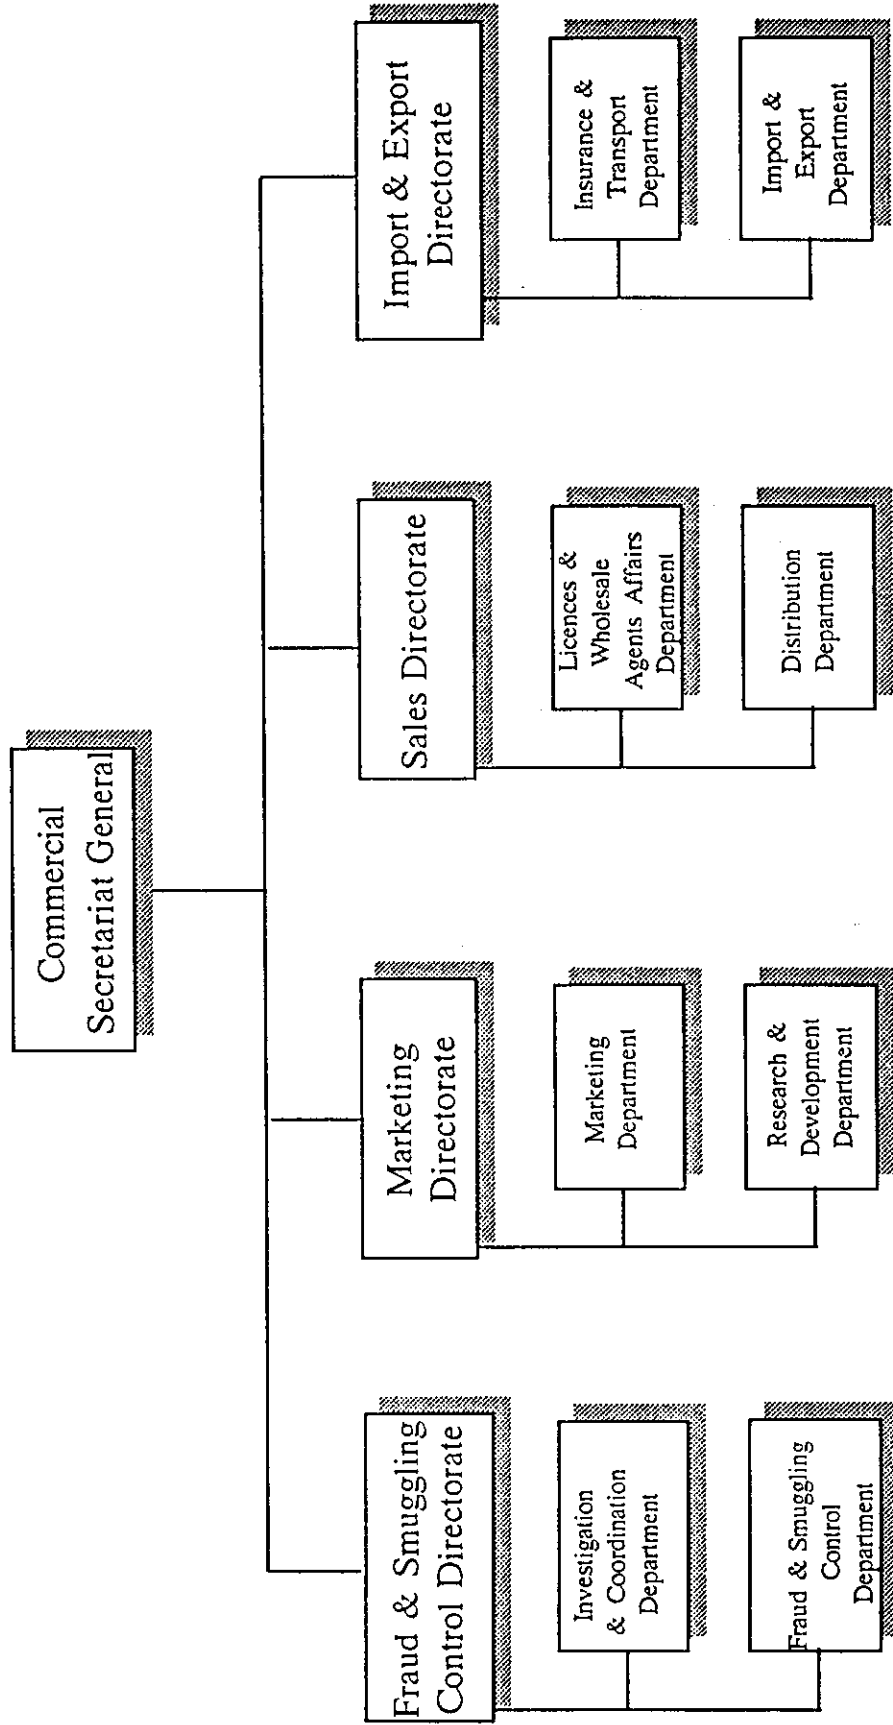 Commercial
Secretariat General
Fraud & Smuggling
Control Directorate
Investigation
& Coordination
Department
Fraud & Smuggling
Control
Department
Marketing
Directorate
Marketing
Department
Research &
Development
Department
Sales Directorate
Licences &
Wholesale
Agents Affairs
Department
Distribution
Department
Import & Export
Directorate
Insurance &
Transport
Department
Import &
Export
Department